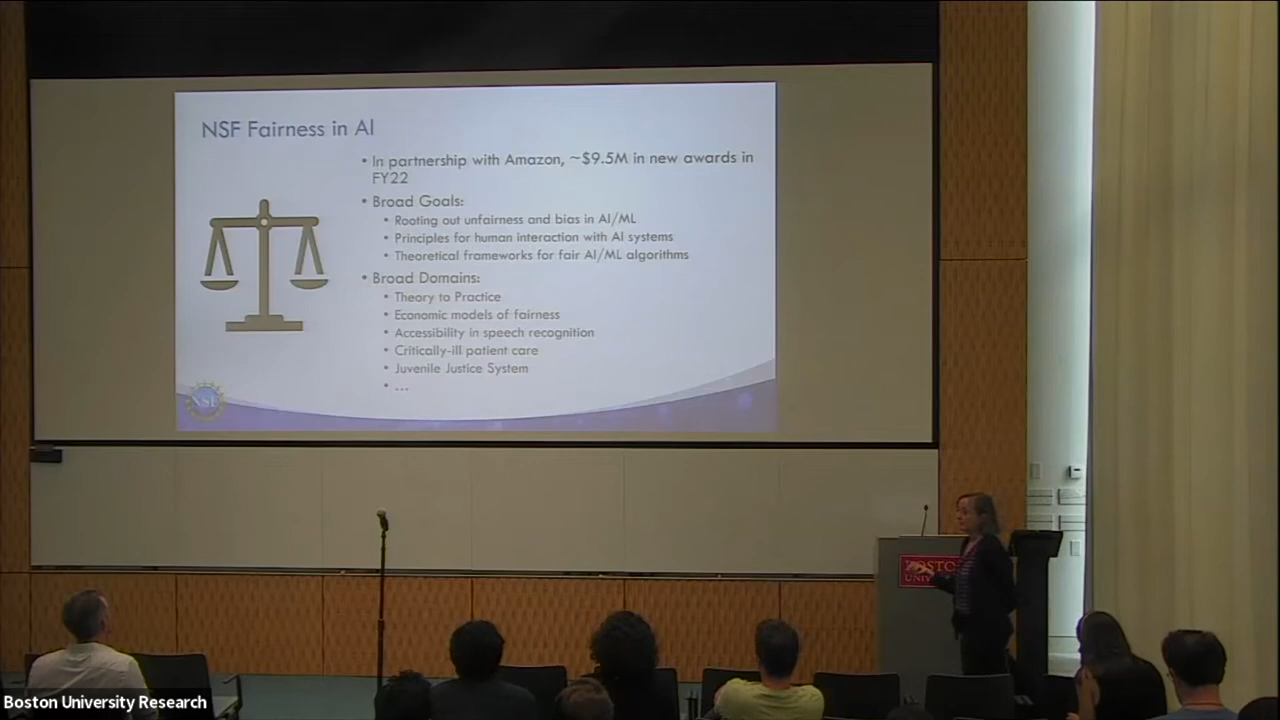 NSF Fairness in AI
• In partnership with Amazon, ~$9.5M in new awards in
FY22
• Broad Goals:
• Rooting out unfairness and bias in AI/ML
• Principles for human interaction with AI systems
• Theoretical frameworks for fair AI/ML algorithms
• Broad Domains:
• Theory to Practice
• Economic models of fairness
• Accessibility in speech recognition
• Critically-ill patient care
• Juvenile Justice System
• ...
NSF
Boston University Research